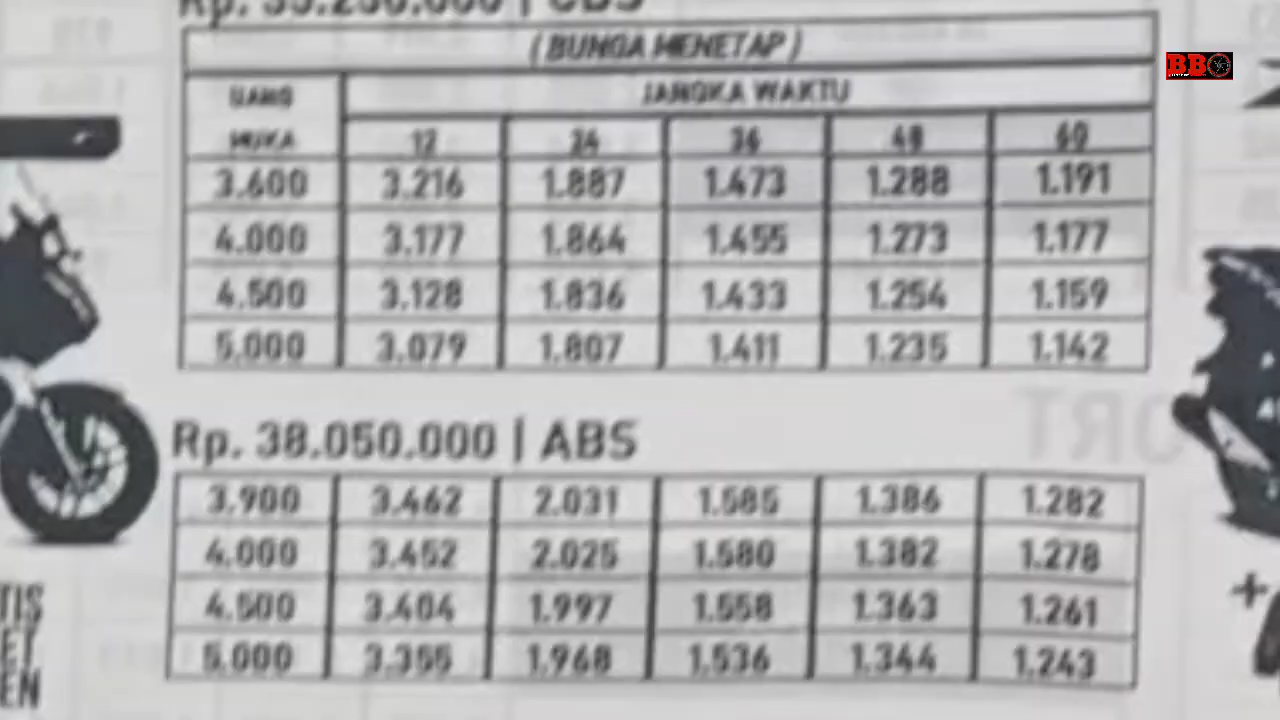 ( BUNGA MENETAP )
UANG MUKA
JANGKA WAKTU
12 24 36 48 60
3.600 3.216 1.887 1.473 1.288 1.191
4.000 3.177 1.864 1.455 1.273 1.177
4.500 3.128 1.836 1.433 1.254 1.159
5.000 3.079 1.807 1.411 1.235 1.142
Rp. 38.050.000 | ABS
3.900 3.462 2.031 1.585 1.386 1.282
4.000 3.452 2.025 1.580 1.382 1.278
4.500 3.404 1.997 1.558 1.363 1.261
5.000 3.355 1.968 1.536 1.344 1.243
BBO
TIS
ET
EN
+